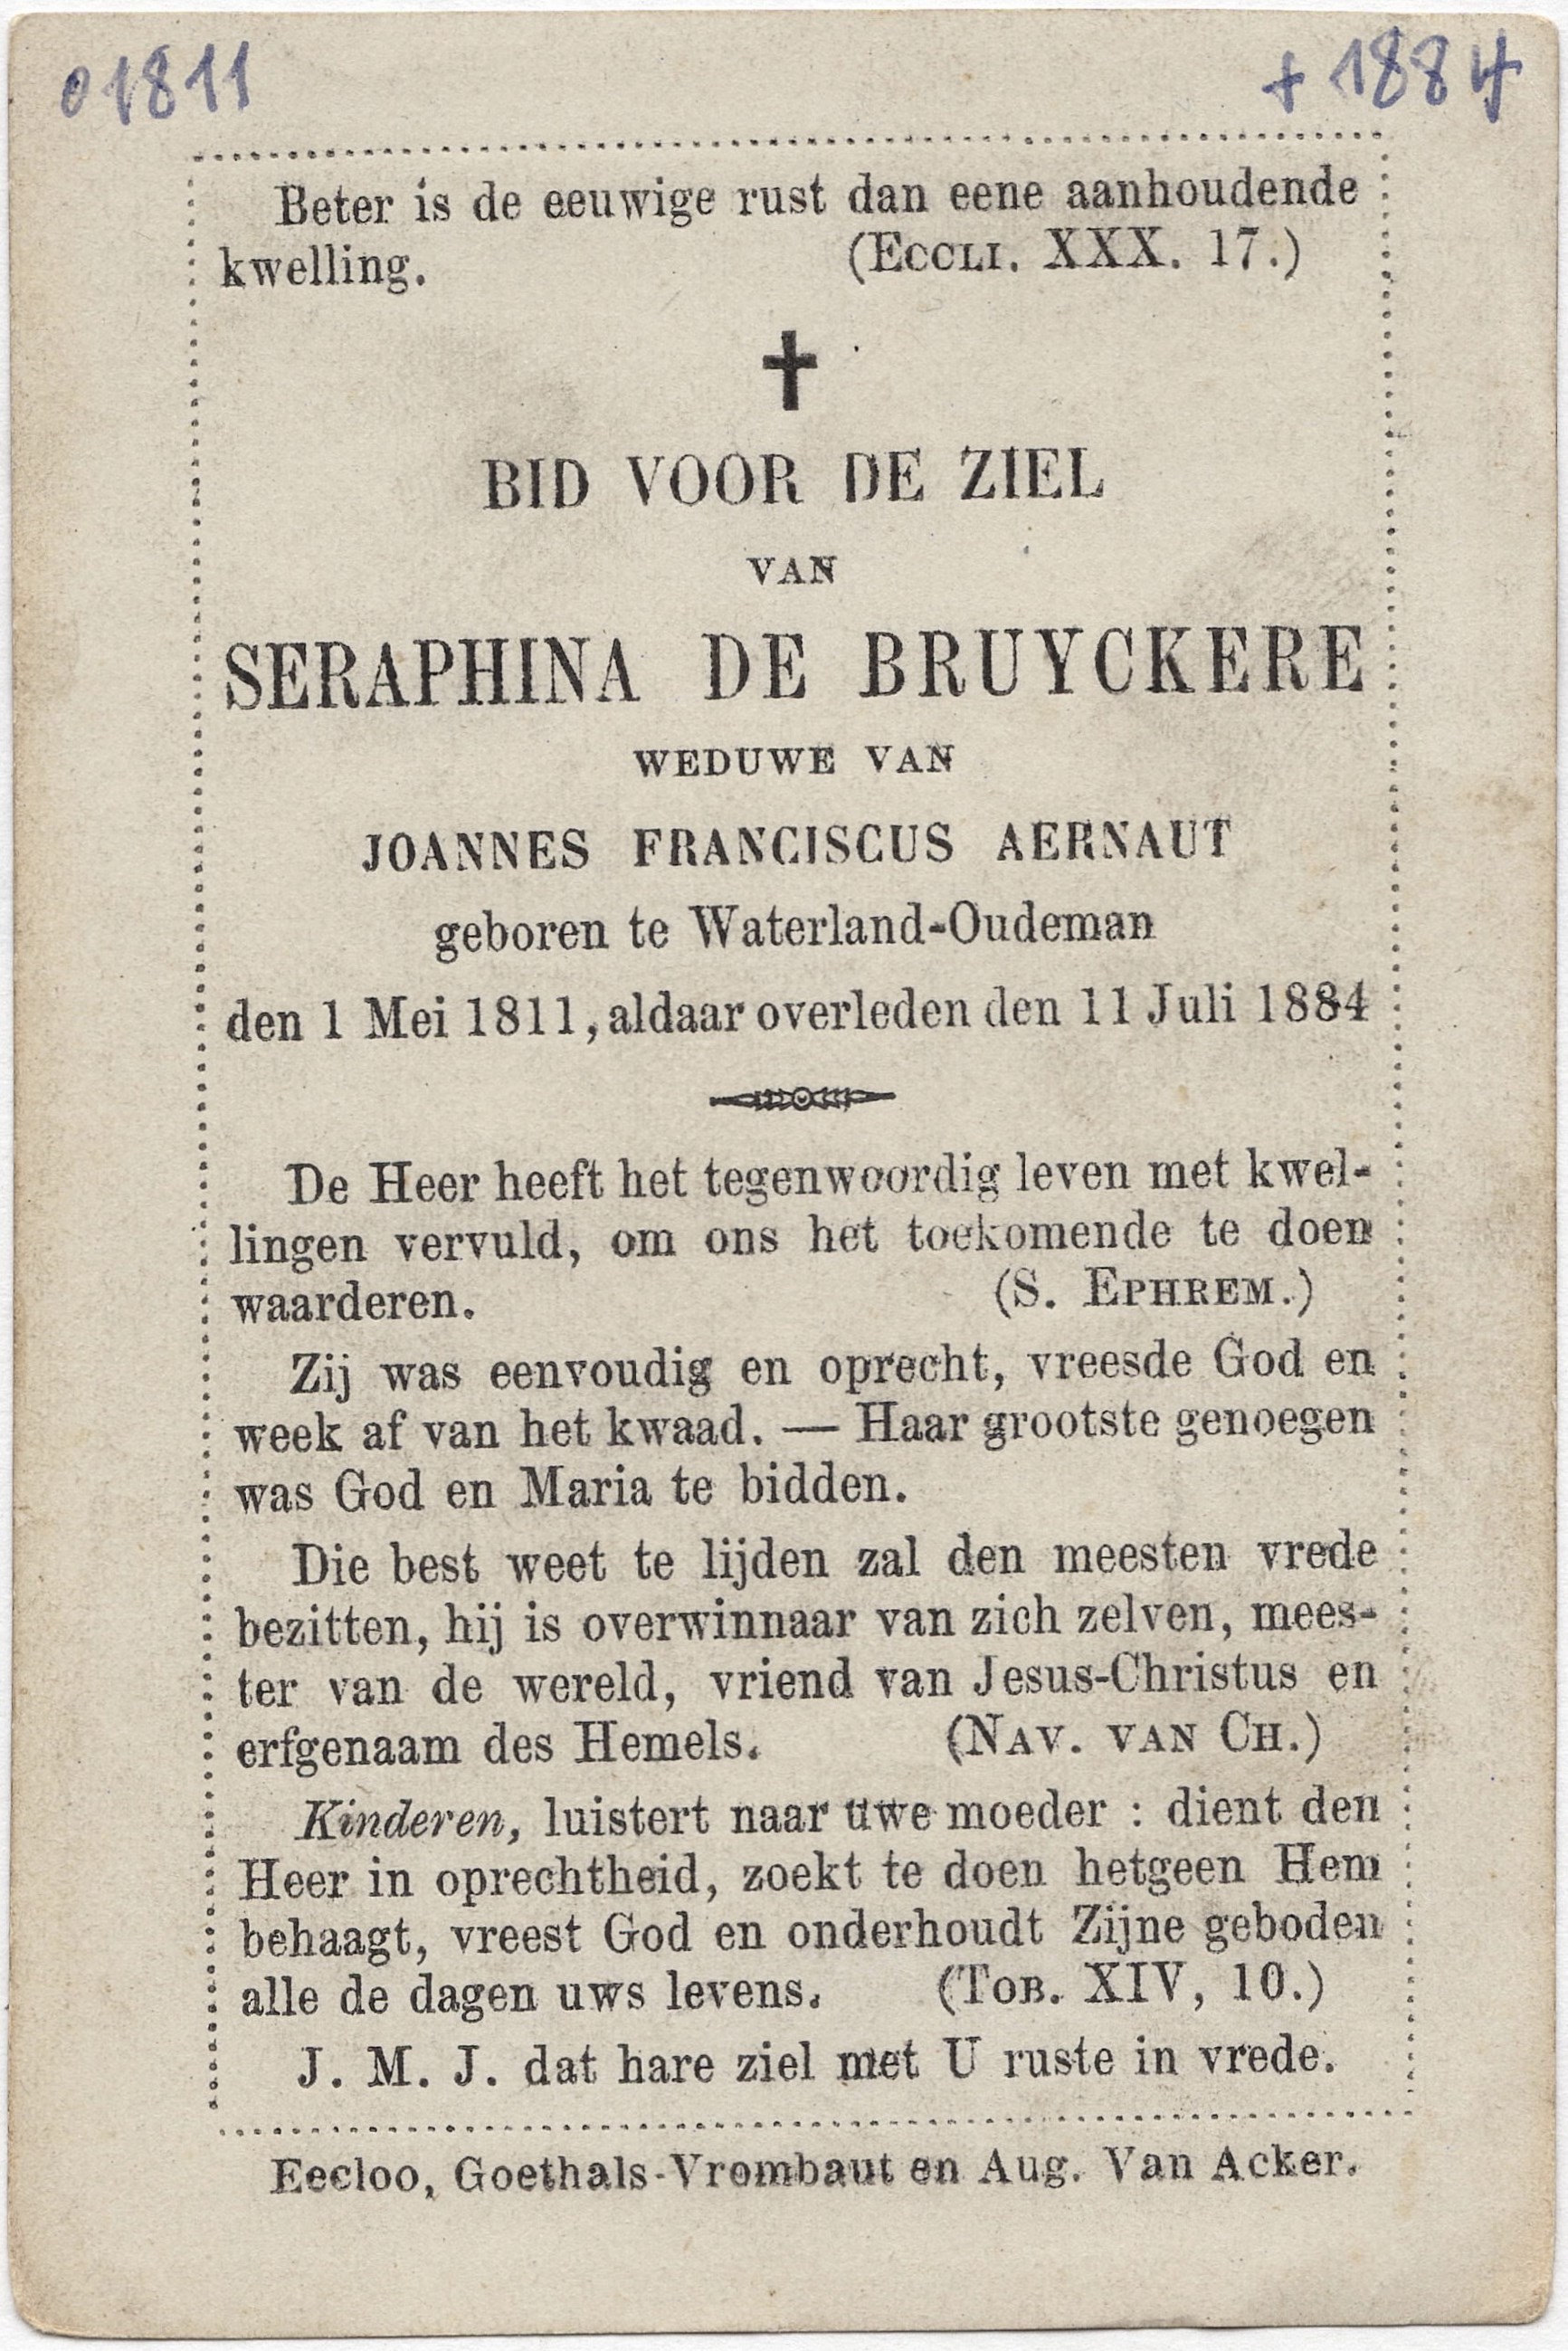 o 1811 + 1884
Beter is de eeuwige rust dan eene aanhoudende
kwelling. (ECCLI. XXX. 17.)
BID VOOR DE ZIEL
VAN
SERAPHINA DE BRUYCKERE
WEDUWE VAN
JOANNES FRANCISCUS AERNAUT
geboren te Waterland-Oudeman
den 1 Mei 1811, aldaar overleden den 11 Juli 1884
De Heer heeft het tegenwoordig leven met kwel-
lingen vervuld, om ons het toekomende te doen
waarderen. (S. EPHREM.)
Zij was eenvoudig en oprecht, vreesde God en
week af van het kwaad. — Haar grootste genoegen
was God en Maria te bidden.
Die best weet te lijden zal den meesten vrede
bezitten, hij is overwinnaar van zich zelven, mees-
ter van de wereld, vriend van Jesus-Christus en
erfgenaam des Hemels. (NAV. VAN CH.)
Kinderen, luistert naar uwe moeder : dient den
Heer in oprechtheid, zoekt te doen hetgeen Hem
behaagt, vreest God en onderhoudt Zijne geboden
alle de dagen uws levens. (TOB. XIV, 10.)
J. M. J. dat hare ziel met U ruste in vrede.
Eecloo, Goethals-Vrombaut en Aug. Van Acker.